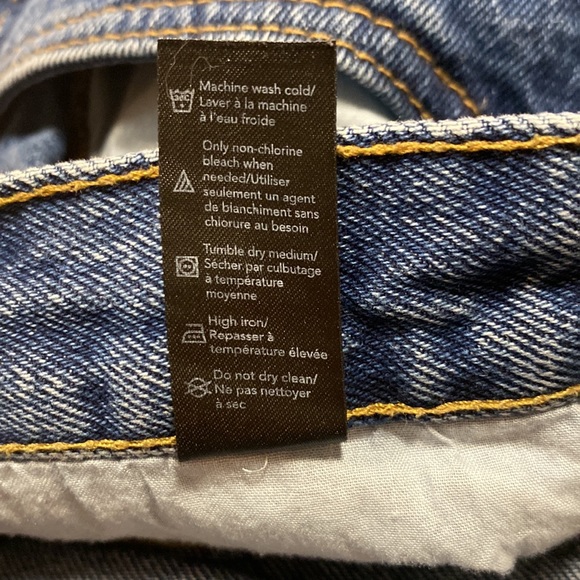 Machine wash cold/
Laver à la machine
à l'eau froide
Only non-chlorine
bleach when
needed/Utiliser
seulement un agent
de blanchiment sans
chlorure au besoin
Tumble dry medium/
Sécher par culbutage
à température
moyenne
High iron/
Repasser à
température élevée
Do not dry clean/
Ne pas nettoyer
à sec